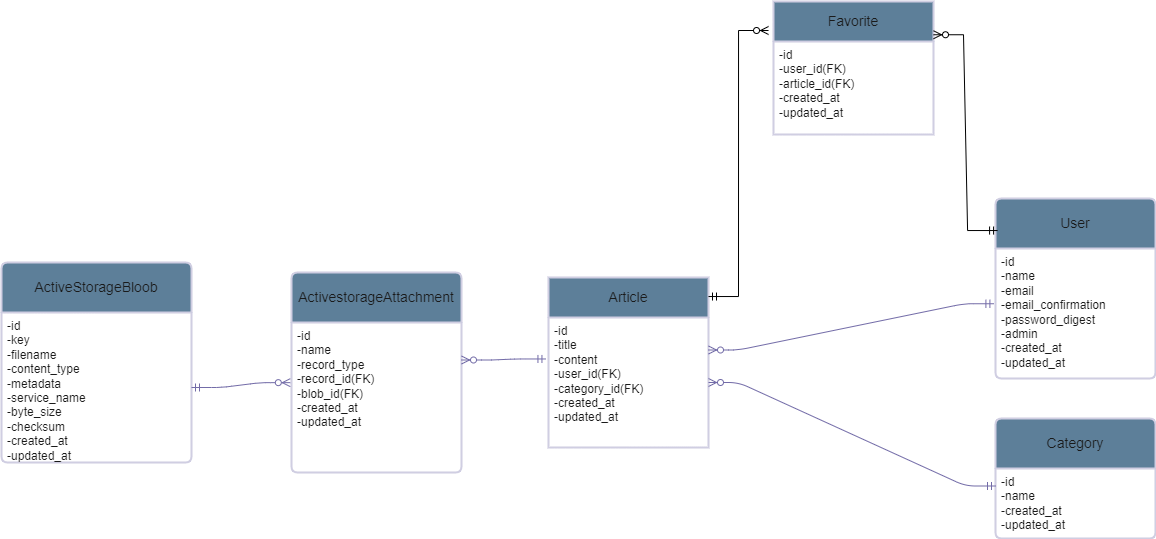 Favorite
-id
-user_id(FK)
-article_id(FK)
-created_at
-updated_at
User
-id
-name
-email
-email_confirmation
-password_digest
-admin
-created_at
-updated_at
ActiveStorageBloob
-id
-key
-filename
-content_type
-metadata
-service_name
-byte_size
-checksum
-created_at
-updated_at
ActivestorageAttachment
-id
-name
-record_type
-record_id(FK)
-blob_id(FK)
-created_at
-updated_at
Article
-id
-title
-content
-user_id(FK)
-category_id(FK)
-created_at
-updated_at
Category
-id
-name
-created_at
-updated_at